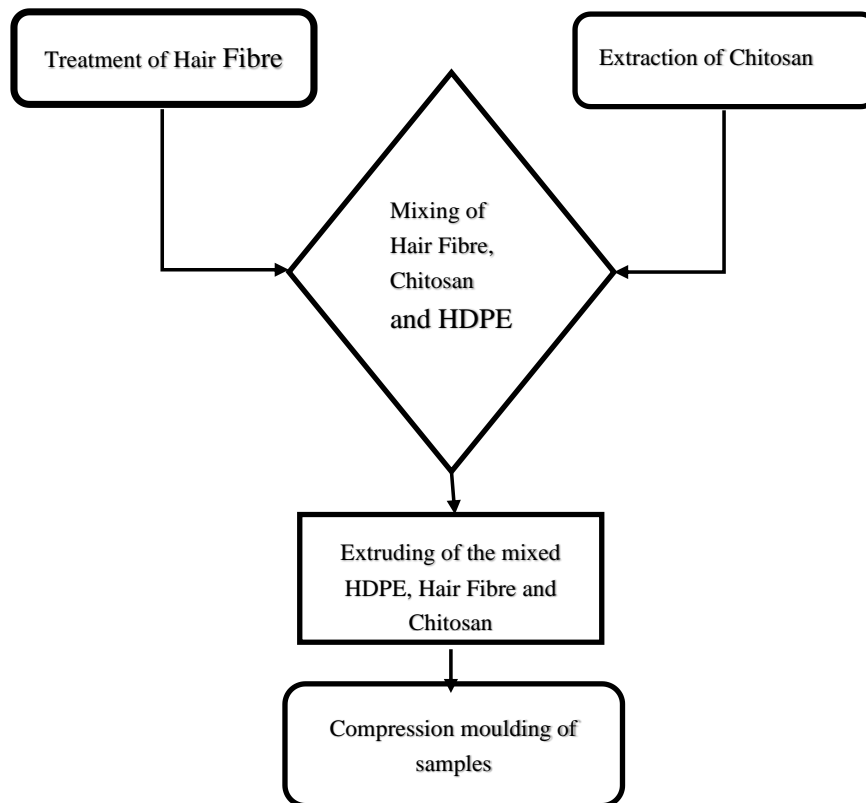 Treatment of Hair Fibre
Extraction of Chitosan
Mixing of
Hair Fibre,
Chitosan
and HDPE
Extruding of the mixed
HDPE, Hair Fibre and
Chitosan
Compression moulding of
samples